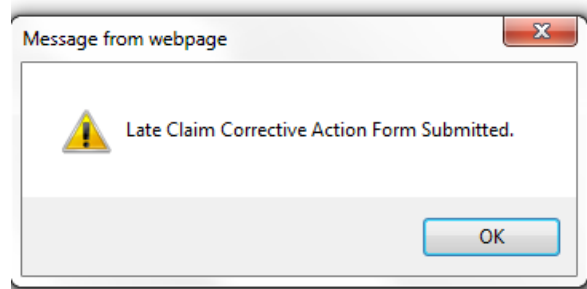 Message from webpage
Late Claim Corrective Action Form Submitted.
OK